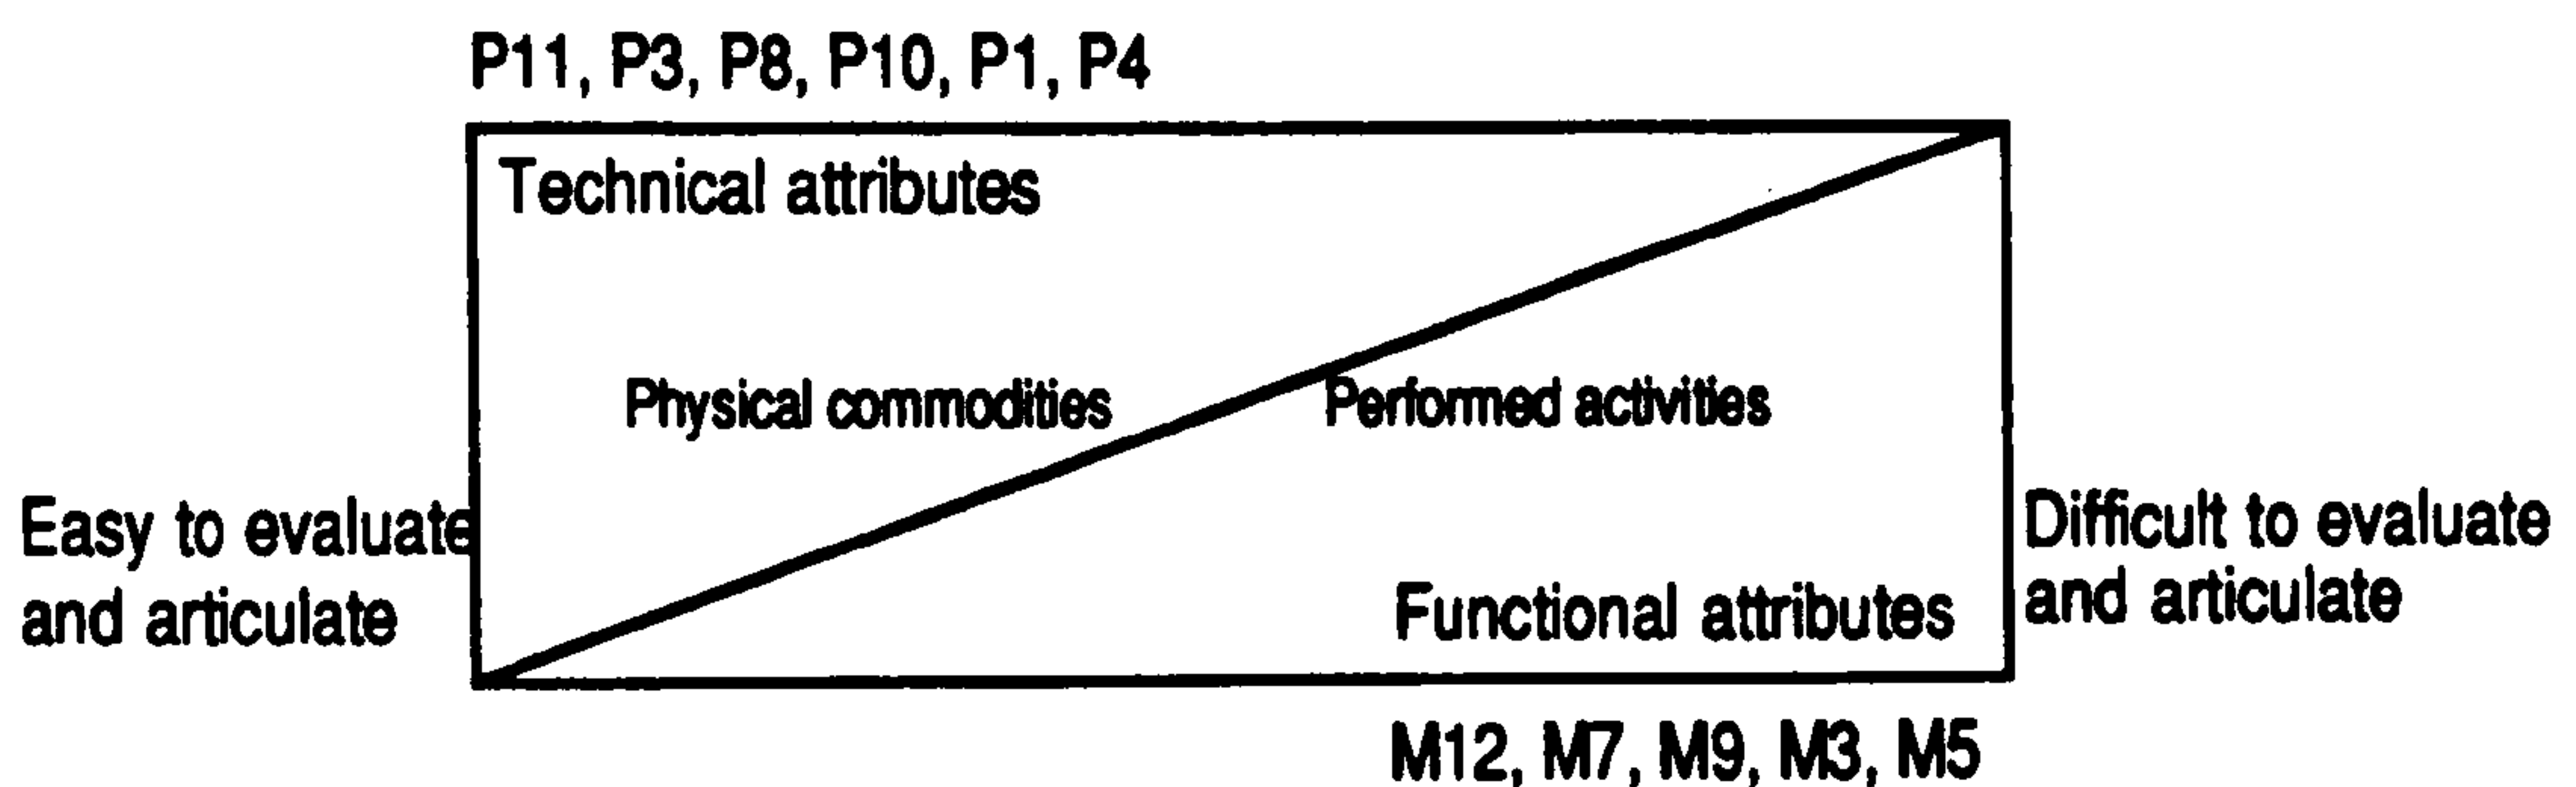 P11, P3, P8, P10, P1, P4
Technical attributes
Physical commodities
Performed activities
Easy to evaluate
and articulate
Difficult to evaluate
and articulate
Functional attributes
M12, M7, M9, M3, M5